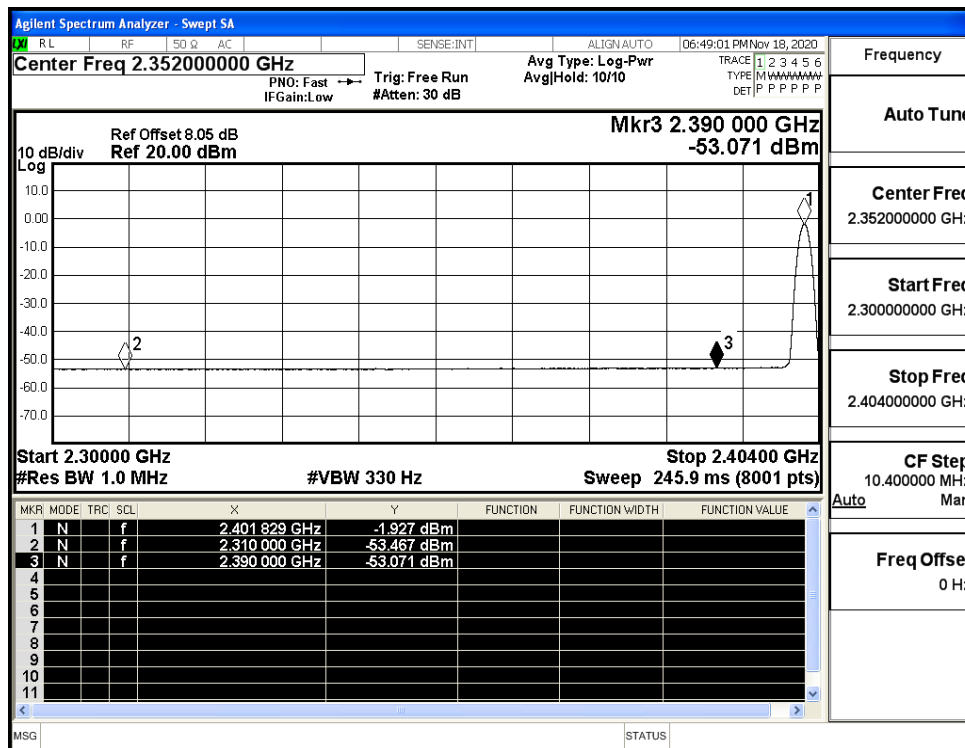 Agilent Spectrum Analyzer - Swept SA
LXI RL RF 50 Ω AC SENSE:INT ALIGN AUTO 06:49:01 PM Nov 18, 2020
Center Freq 2.352000000 GHz
PNO: Fast
IFGain:Low
Trig: Free Run
#Atten: 30 dB
Avg Type: Log-Pwr
Avg|Hold: 10/10
TRACE 1 2 3 4 5 6
TYPE M W W W W W
DET P P P P P P
Ref Offset 8.05 dB
10 dB/div Ref 20.00 dBm
Log
Mkr3 2.390 000 GHz
-53.071 dBm
10.0
0.00
-10.0
-20.0
-30.0
-40.0
-50.0
-60.0
-70.0
1
2
3
Start 2.30000 GHz Stop 2.40400 GHz
#Res BW 1.0 MHz #VBW 330 Hz Sweep 245.9 ms (8001 pts)
MKR MODE TRC SCL X Y FUNCTION FUNCTION WIDTH FUNCTION VALUE
1 N f 2.401 829 GHz -1.927 dBm
2 N f 2.310 000 GHz -53.467 dBm
3 N f 2.390 000 GHz -53.071 dBm
4
5
6
7
8
9
10
11
MSG STATUS
Frequency
Auto Tune
Center Freq
2.352000000 GHz
Start Freq
2.300000000 GHz
Stop Freq
2.404000000 GHz
CF Step
10.400000 MHz
Auto Man
Freq Offset
0 Hz